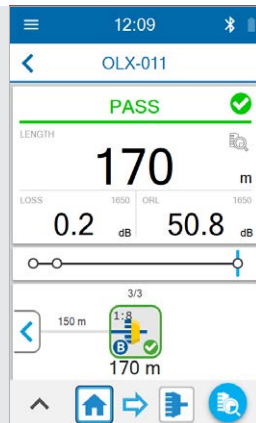 12:09
OLX-011
PASS
LENGTH
170 m
LOSS 1650 ORL 1650
0.2 dB 50.8 dB
3/3
150 m 1:8
B
170 m